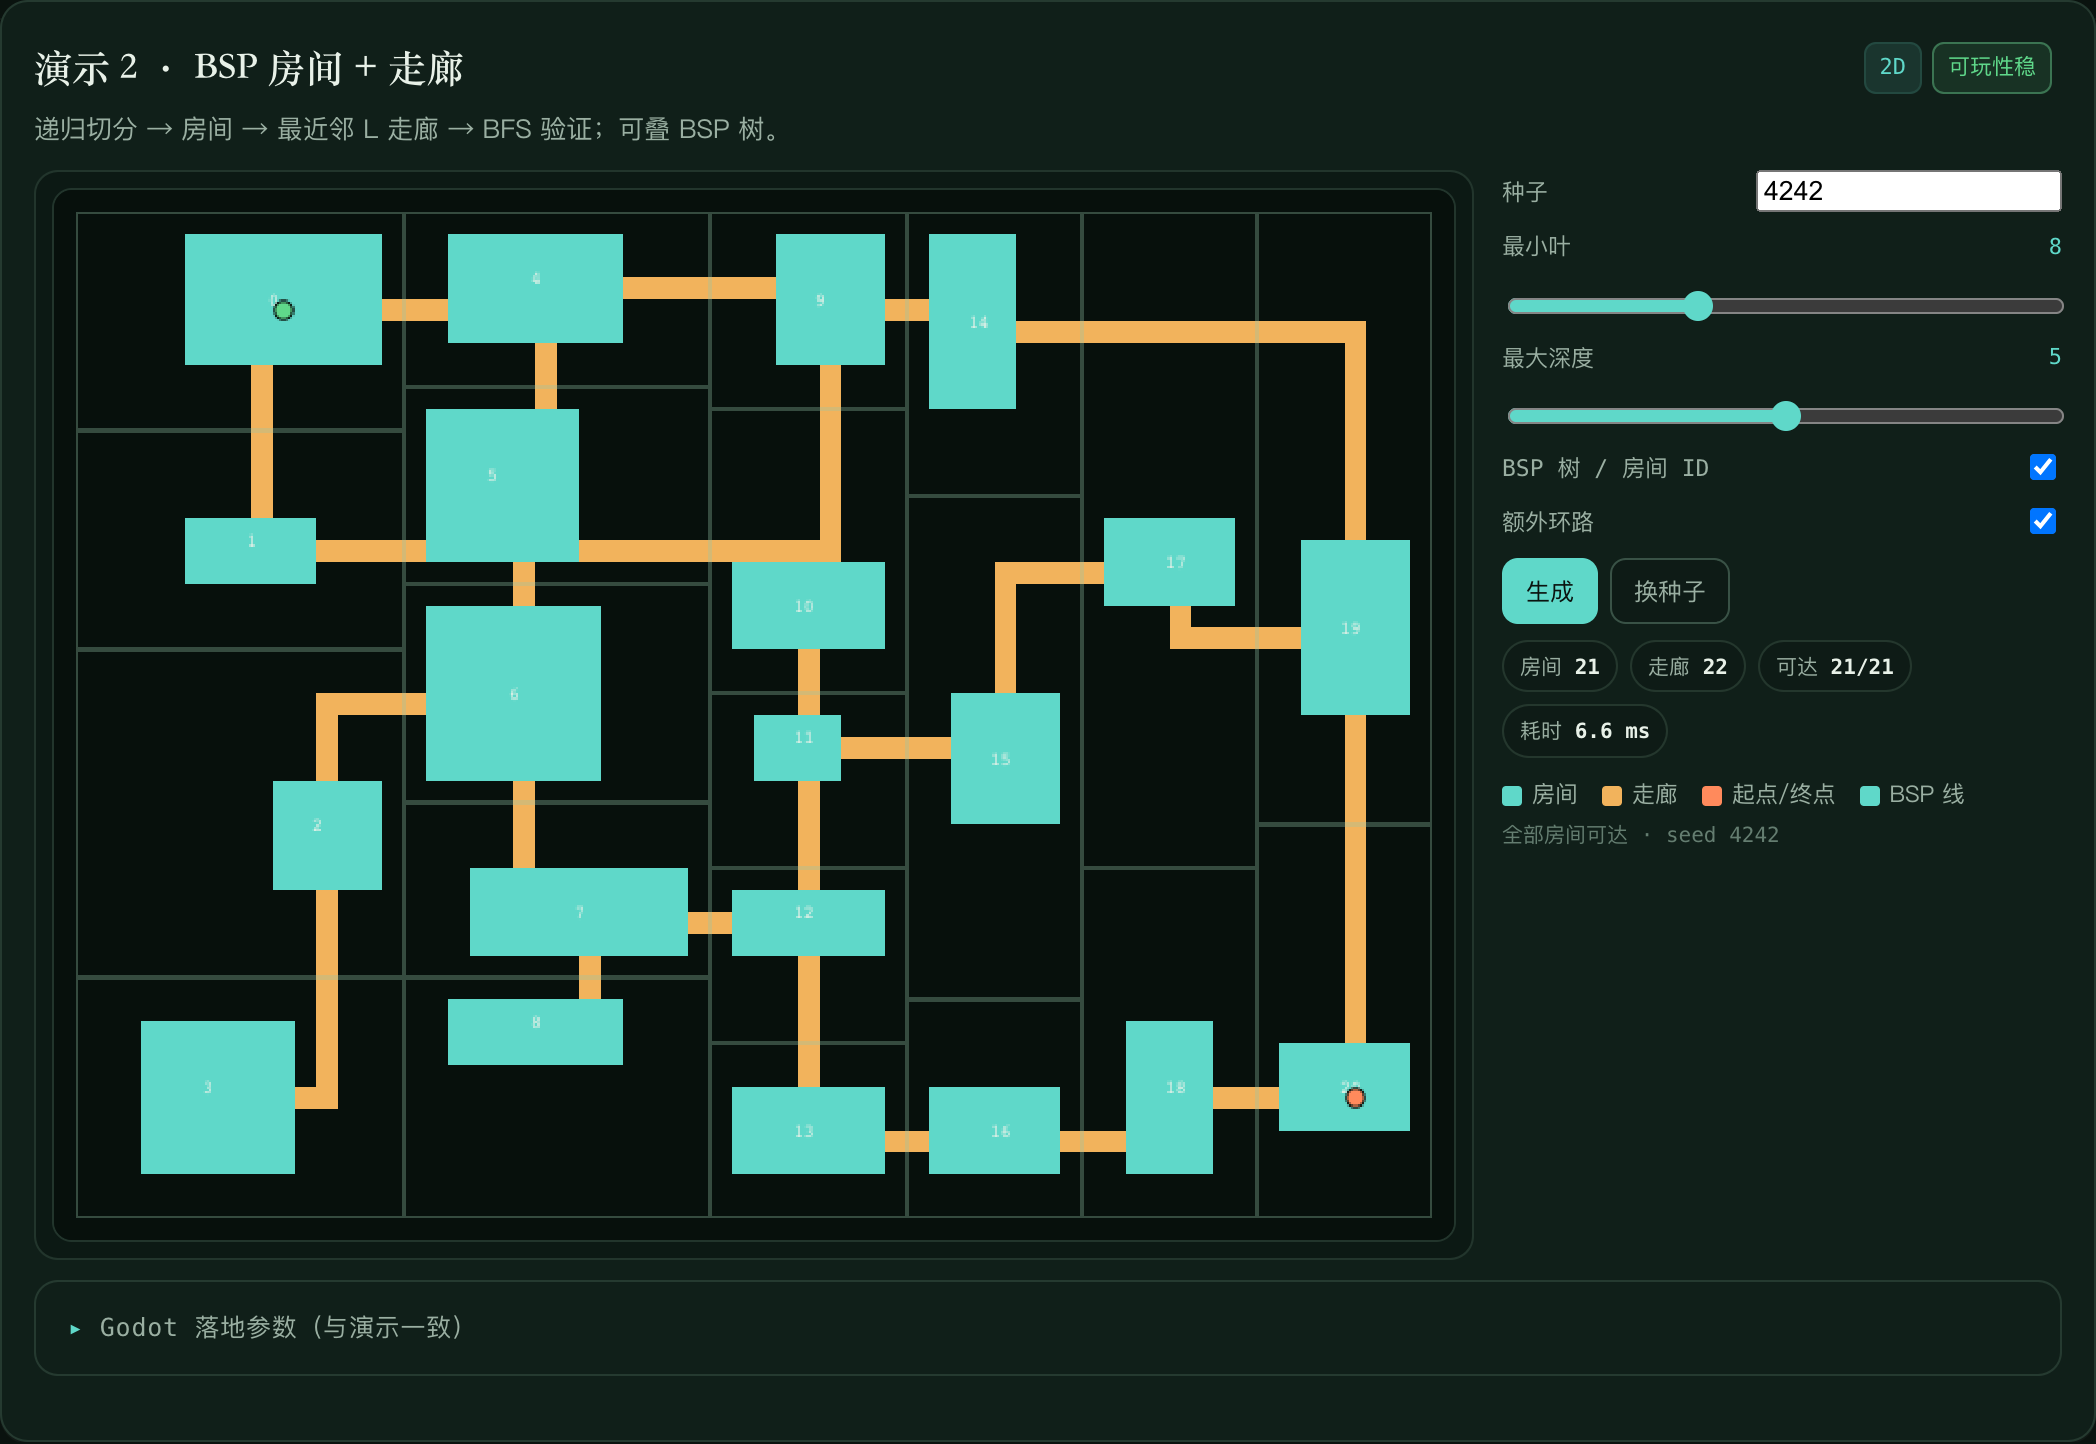 演示 2 · BSP 房间 + 走廊
2D
可玩性稳
递归切分 → 房间 → 最近邻 L 走廊 → BFS 验证；可叠 BSP 树。
种子
4242
最小叶
8
最大深度
5
BSP 树 / 房间 ID
额外环路
生成
换种子
房间 21
走廊 22
可达 21/21
耗时 6.6 ms
房间
走廊
起点/终点
BSP 线
全部房间可达 · seed 4242
4
9
14
5
1
17
10
19
6
11
15
2
7
12
8
3
18
13
16
▸ Godot 落地参数（与演示一致）